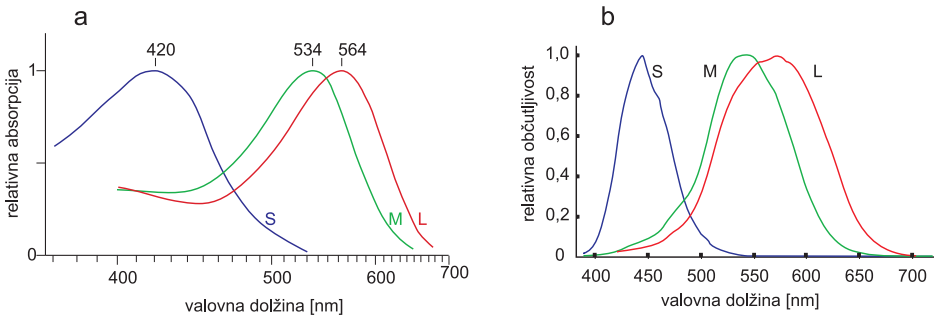 a
420 534 564
relativna absorpcija
1
0
S
M
L
400 500 600 700
valovna dolžina [nm]
b
relativna občutljivost
1,0
0,8
0,6
0,4
0,2
0
S
M
L
400 450 500 550 600 650 700
valovna dolžina [nm]